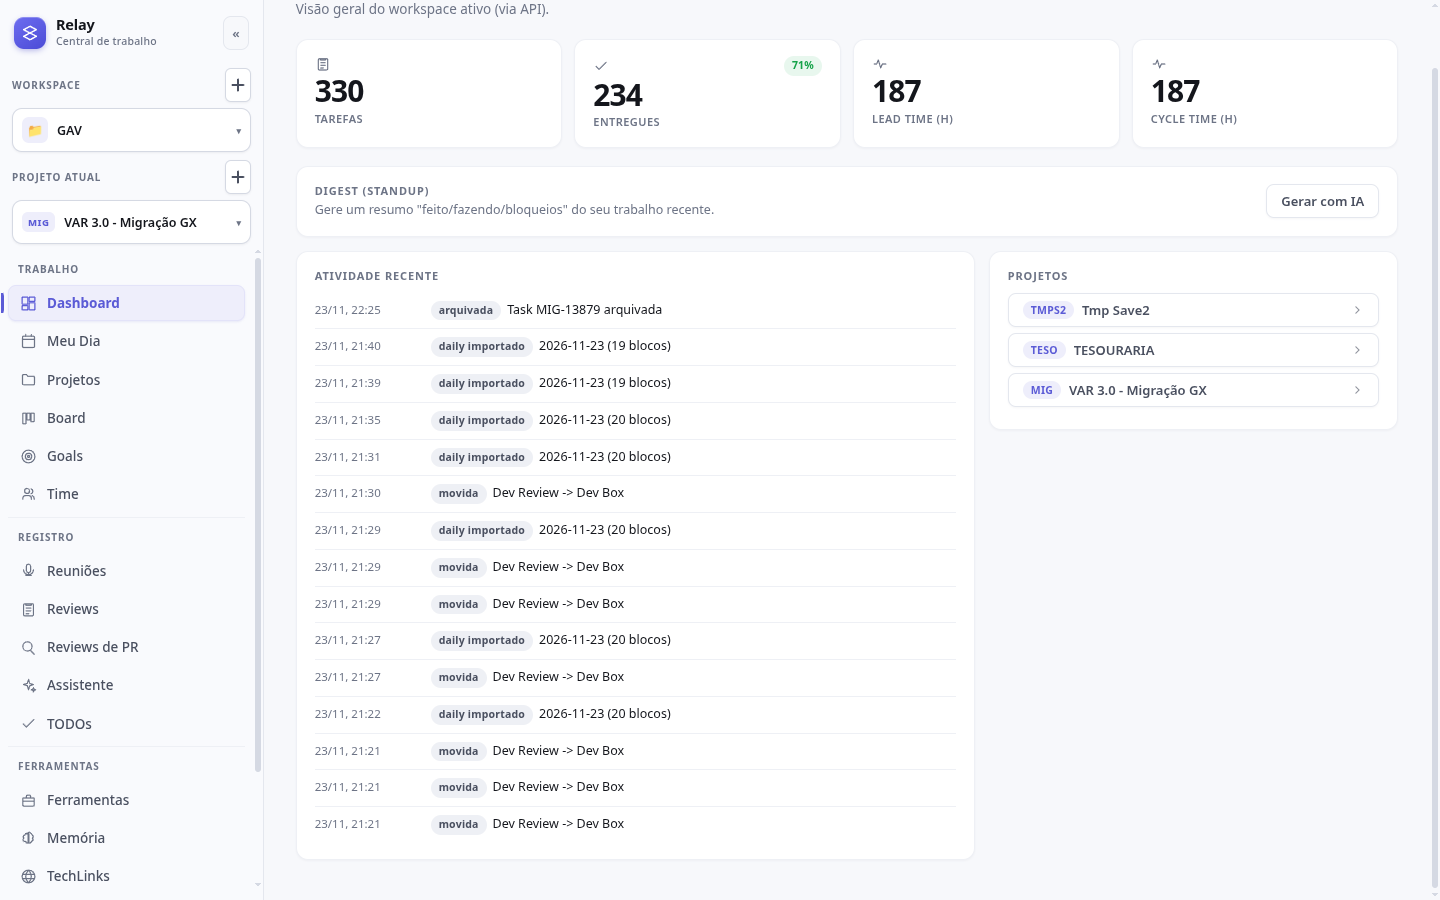 Relay
Central de trabalho
«
WORKSPACE
GAV
PROJETO ATUAL
MIG VAR 3.0 - Migração GX
TRABALHO
Dashboard
Meu Dia
Projetos
Board
Goals
Time
REGISTRO
Reuniões
Reviews
Reviews de PR
Assistente
TODOs
FERRAMENTAS
Ferramentas
Memória
TechLinks
Visão geral do workspace ativo (via API).
330
TAREFAS
71%
234
ENTREGUES
187
LEAD TIME (H)
187
CYCLE TIME (H)
DIGEST (STANDUP)
Gere um resumo "feito/fazendo/bloqueios" do seu trabalho recente.
Gerar com IA
ATIVIDADE RECENTE
23/11, 22:25 arquivada Task MIG-13879 arquivada
23/11, 21:40 daily importado 2026-11-23 (19 blocos)
23/11, 21:39 daily importado 2026-11-23 (19 blocos)
23/11, 21:35 daily importado 2026-11-23 (20 blocos)
23/11, 21:31 daily importado 2026-11-23 (20 blocos)
23/11, 21:30 movida Dev Review -> Dev Box
23/11, 21:29 daily importado 2026-11-23 (20 blocos)
23/11, 21:29 movida Dev Review -> Dev Box
23/11, 21:29 movida Dev Review -> Dev Box
23/11, 21:27 daily importado 2026-11-23 (20 blocos)
23/11, 21:27 movida Dev Review -> Dev Box
23/11, 21:22 daily importado 2026-11-23 (20 blocos)
23/11, 21:21 movida Dev Review -> Dev Box
23/11, 21:21 movida Dev Review -> Dev Box
23/11, 21:21 movida Dev Review -> Dev Box
PROJETOS
TMPS2 Tmp Save2
TESO TESOURARIA
MIG VAR 3.0 - Migração GX